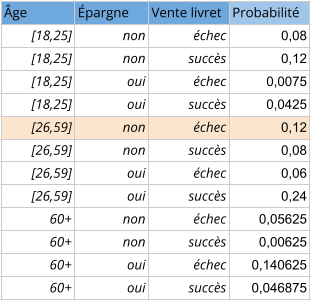 Âge Épargne Vente livret Probabilité
[18,25] non échec 0,08
[18,25] non succès 0,12
[18,25] oui échec 0,0075
[18,25] oui succès 0,0425
[26,59] non échec 0,12
[26,59] non succès 0,08
[26,59] oui échec 0,06
[26,59] oui succès 0,24
60+ non échec 0,05625
60+ non succès 0,00625
60+ oui échec 0,140625
60+ oui succès 0,046875